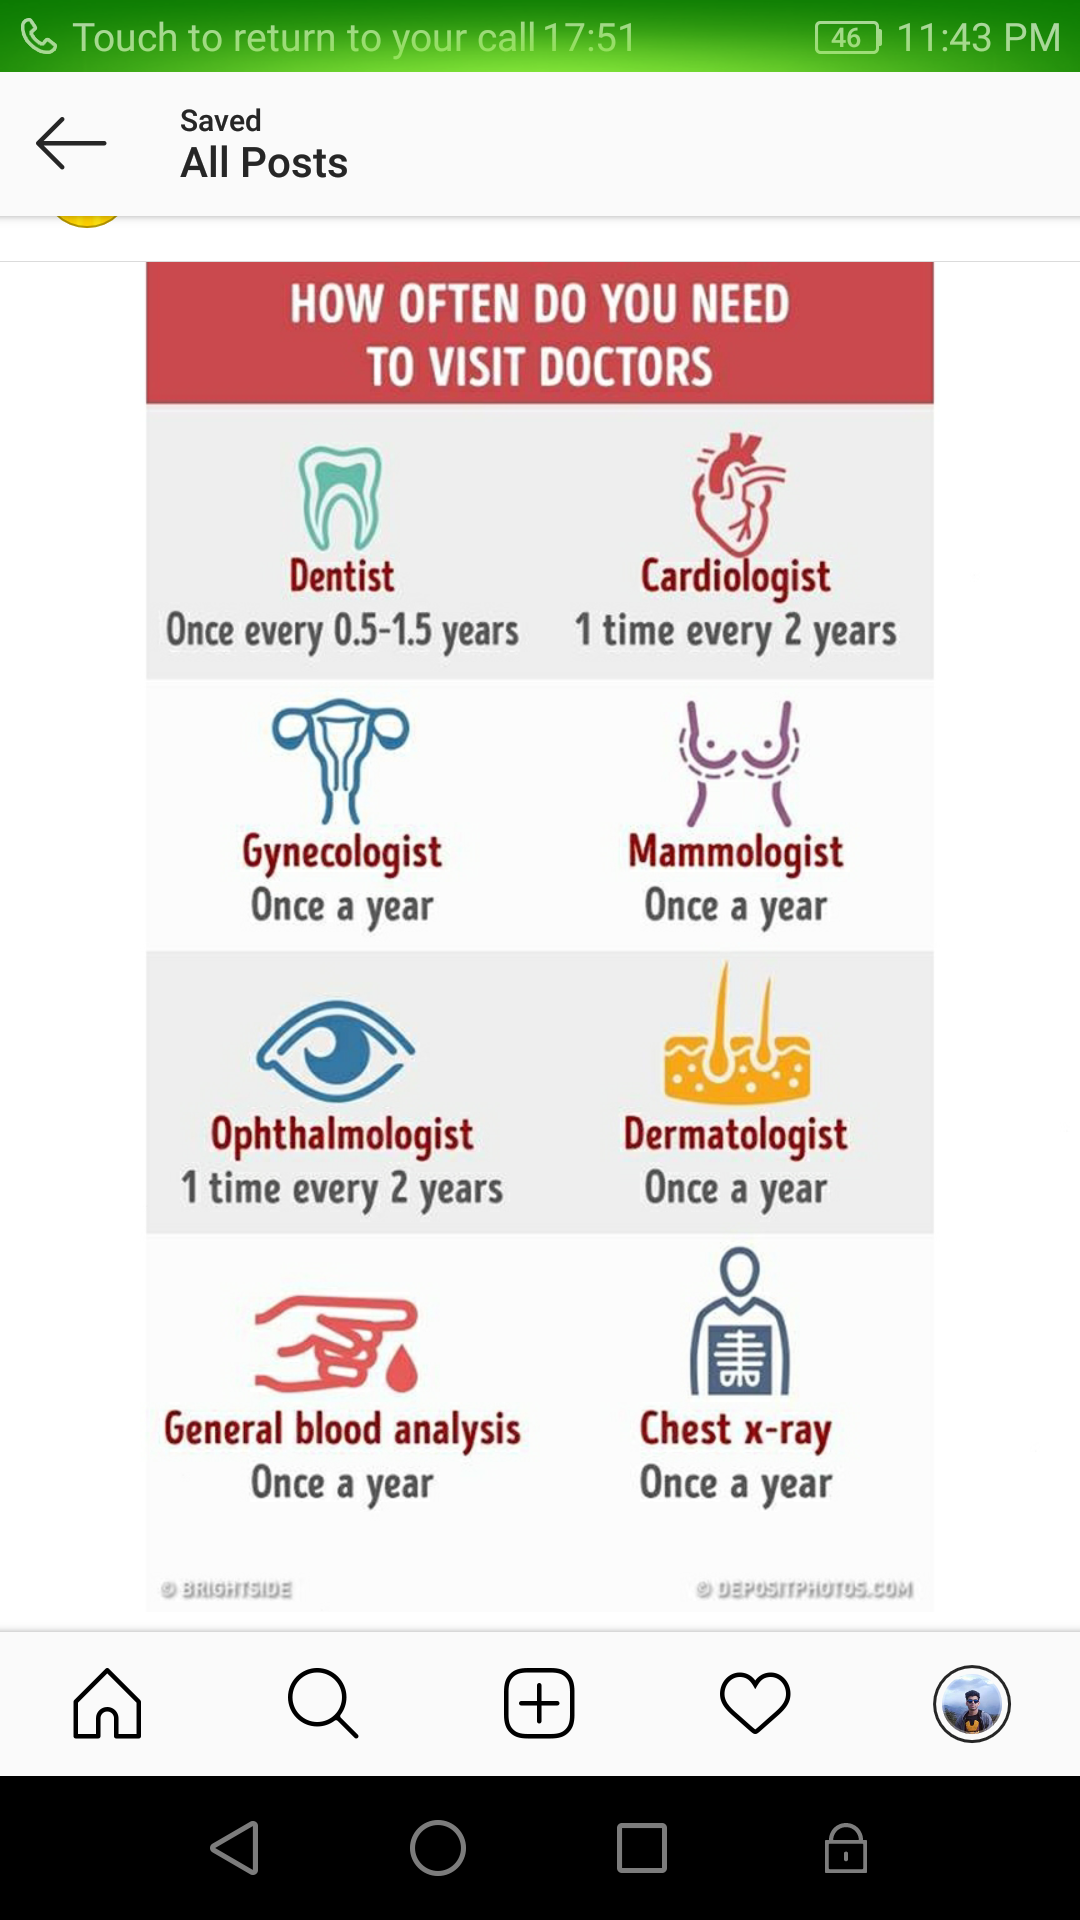 Touch to return to your call 17:51
46 11:43 PM
Saved
All Posts
HOW OFTEN DO YOU NEED
TO VISIT DOCTORS
Dentist
Once every 0.5-1.5 years
Cardiologist
1 time every 2 years
Gynecologist
Once a year
Mammologist
Once a year
Ophthalmologist
1 time every 2 years
Dermatologist
Once a year
General blood analysis
Once a year
Chest x-ray
Once a year
© BRIGHTSIDE
© DEPOSITPHOTOS.COM